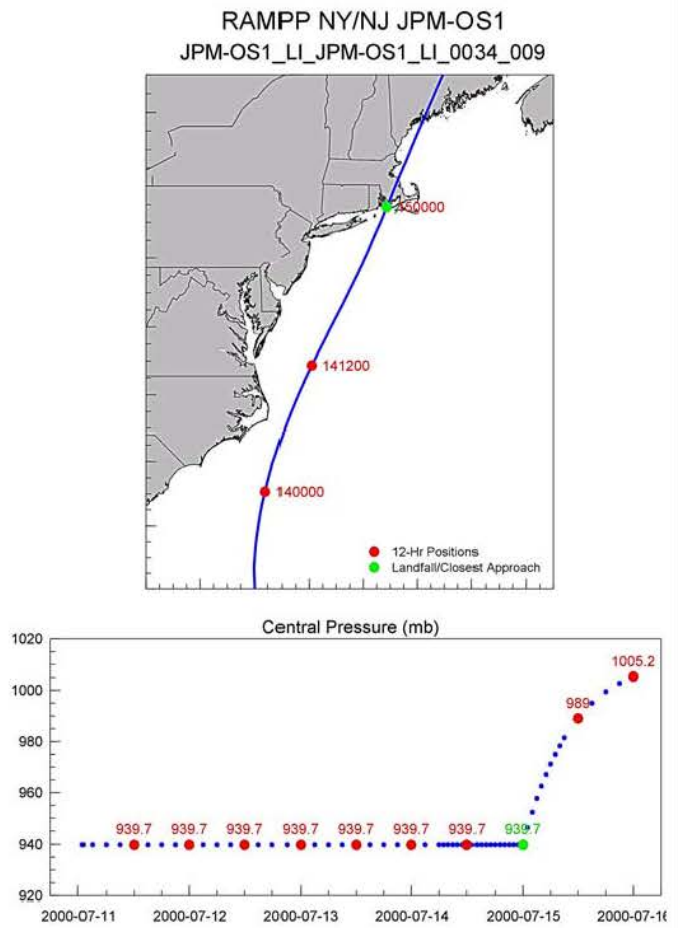 RAMPP NY/NJ JPM-OS1
JPM-OS1_LI_JPM-OS1_LI_0034_009
150000
141200
140000
12-Hr Positions
Landfall/Closest Approach
Central Pressure (mb)
1020
1000
980
960
940
920
939.7 939.7 939.7 939.7 939.7 939.7 939.7 939.7 989 1005.2
2000-07-11 2000-07-12 2000-07-13 2000-07-14 2000-07-15 2000-07-16